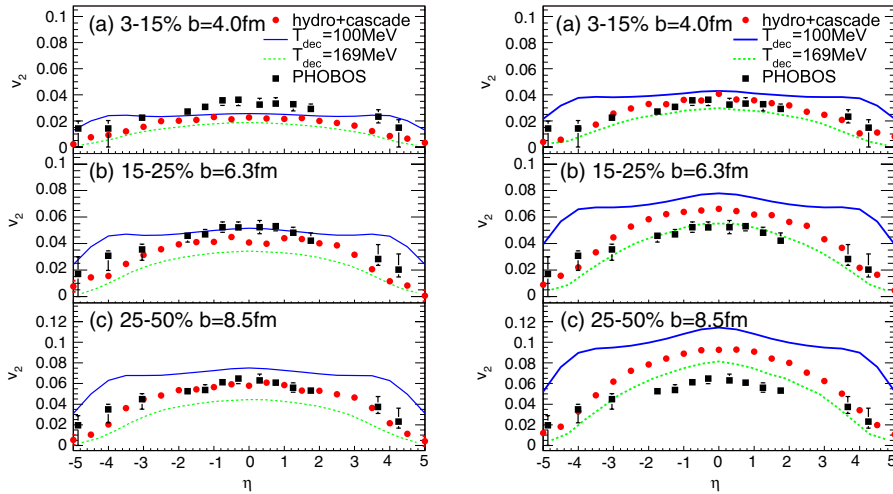 (a) 3-15% b=4.0fm
hydro+cascade
T_dec=100MeV
T_dec=169MeV
PHOBOS
v_2
0.1
0.08
0.06
0.04
0.02
0
(b) 15-25% b=6.3fm
v_2
0.1
0.08
0.06
0.04
0.02
0
(c) 25-50% b=8.5fm
v_2
0.12
0.1
0.08
0.06
0.04
0.02
0
-5 -4 -3 -2 -1 0 1 2 3 4 5
η
(a) 3-15% b=4.0fm
hydro+cascade
T_dec=100MeV
T_dec=169MeV
PHOBOS
v_2
0.1
0.08
0.06
0.04
0.02
0
(b) 15-25% b=6.3fm
v_2
0.1
0.08
0.06
0.04
0.02
0
(c) 25-50% b=8.5fm
v_2
0.12
0.1
0.08
0.06
0.04
0.02
0
-5 -4 -3 -2 -1 0 1 2 3 4 5
η